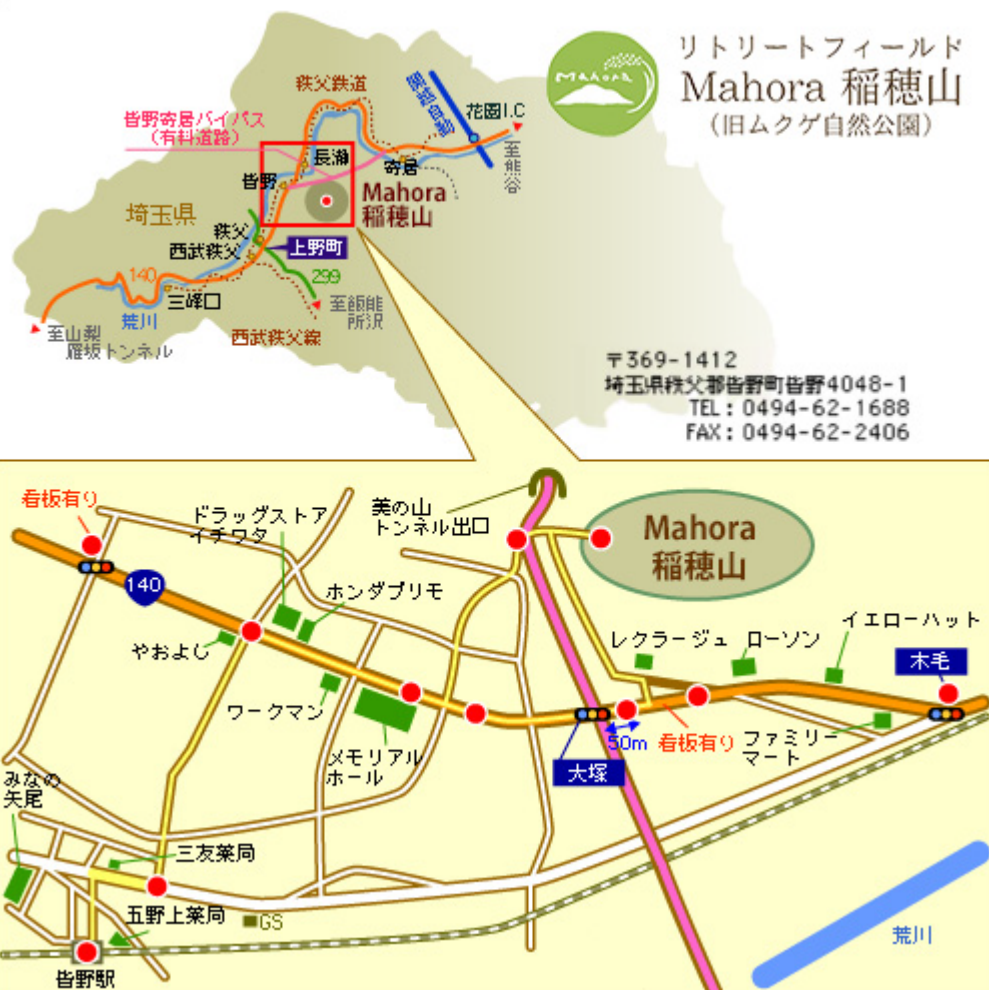 リトリートフィールド
Mahora 稲穂山
(旧ムクゲ自然公園)
Mahora
秩父鉄道
皆野寄居バイパス
(有料道路)
花園I.C
至熊谷
長瀞
寄居
皆野
Mahora
稲穂山
埼玉県
秩父
西武秩父
上野町
140
299
三峰口
至飯能
所沢
荒川
西武秩父線
至山梨
雁坂トンネル
〒369-1412
埼玉県秩父郡皆野町皆野4048-1
TEL:0494-62-1688
FAX:0494-62-2406
看板有り
ドラッグストア
イチワタ
美の山
トンネル出口
Mahora
稲穂山
140
ホンダプリモ
やおよし
レクラージュ
ローソン
イエローハット
木毛
ワークマン
メモリアル
ホール
50m
看板有り
ファミリー
マート
大塚
みなの
矢尾
三友薬局
五野上薬局
GS
皆野駅
荒川